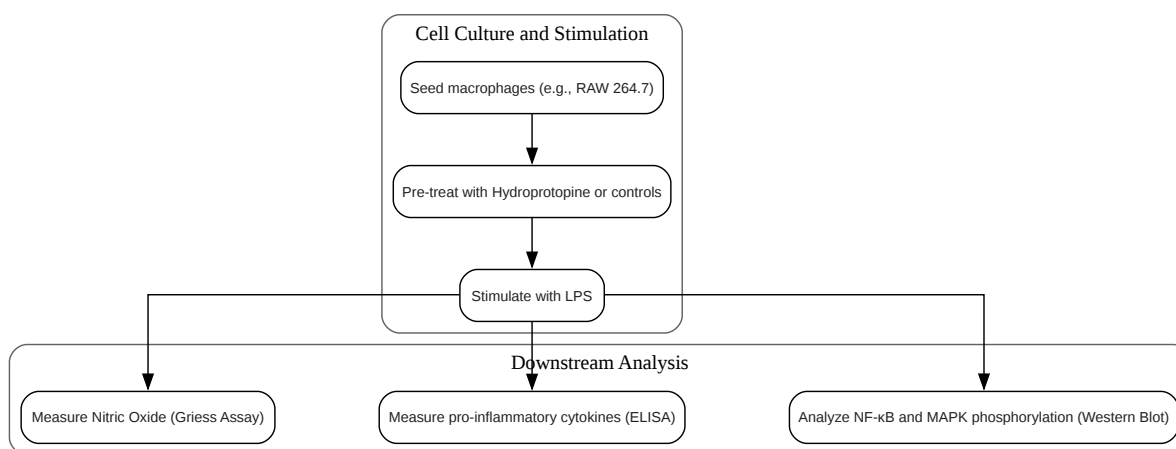 Cell Culture and Stimulation
Seed macrophages (e.g., RAW 264.7)
Pre-treat with Hydroprotopine or controls
Stimulate with LPS
Downstream Analysis
Measure Nitric Oxide (Griess Assay)
Measure pro-inflammatory cytokines (ELISA)
Analyze NF-κB and MAPK phosphorylation (Western Blot)